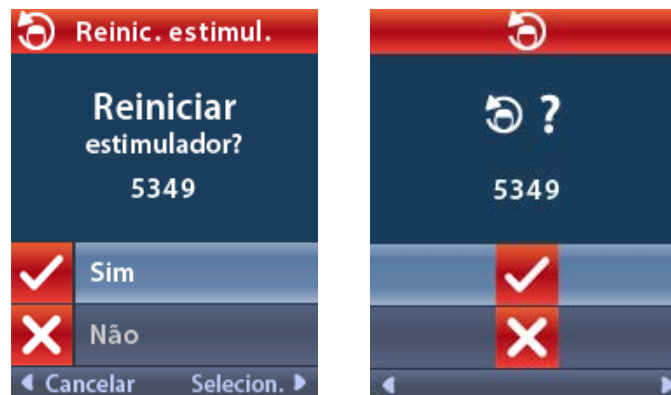 Reinic. estimul.
Reiniciar
estimulador?
5349
Sim
Não
Cancelar Selecion.
?
5349